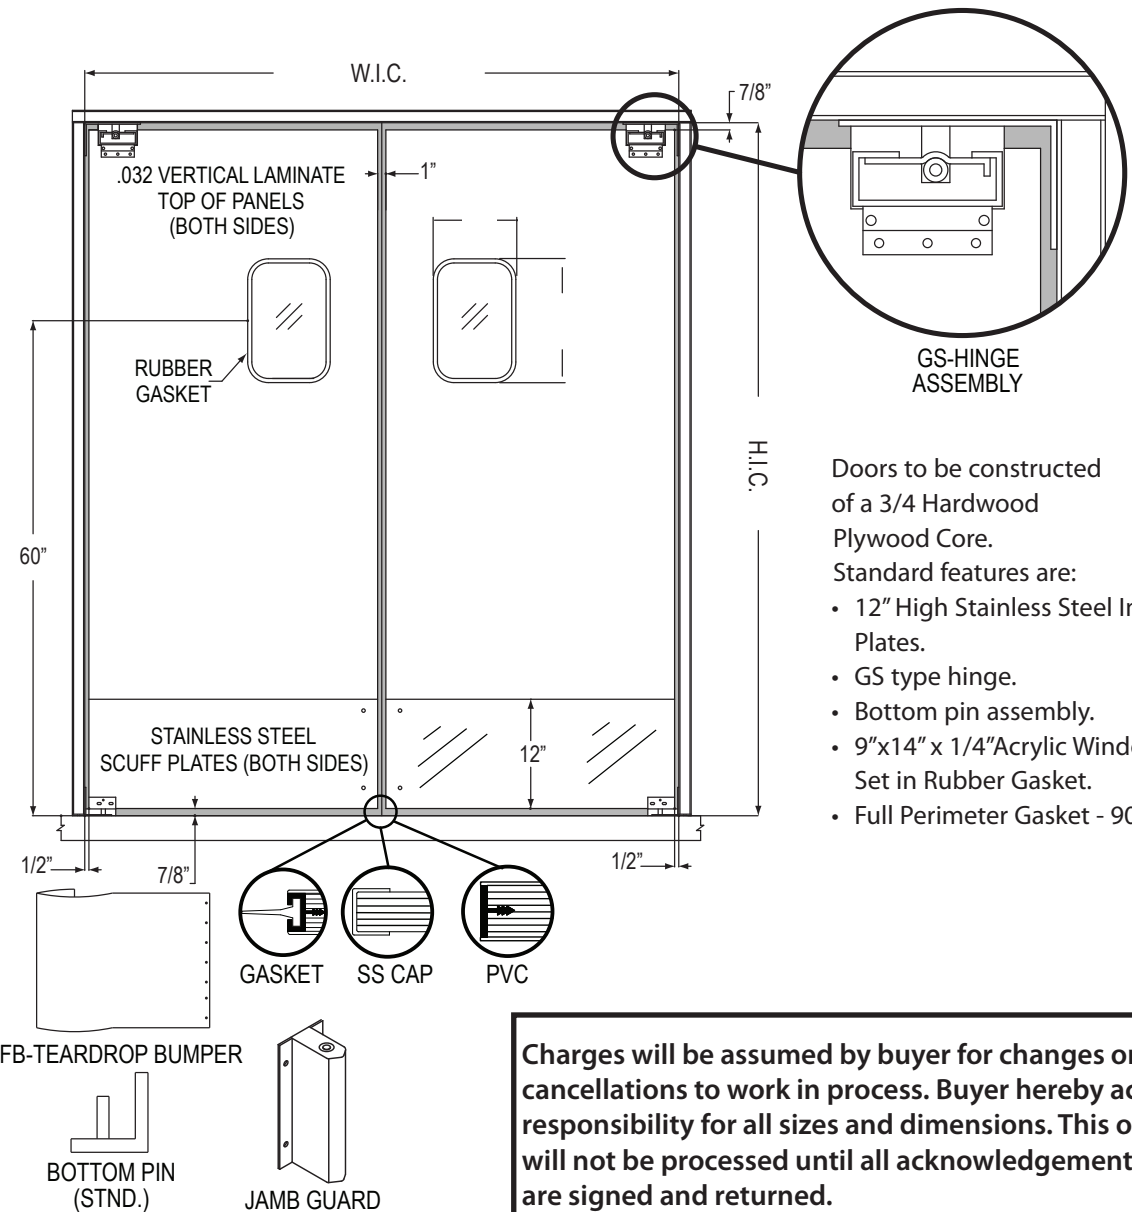 W.I.C.
7/8”
.032 VERTICAL LAMINATE
TOP OF PANELS
(BOTH SIDES)
1”
RUBBER
GASKET
60”
H.I.C.
GS-HINGE
ASSEMBLY
Doors to be constructed
of a 3/4 Hardwood
Plywood Core.
Standard features are:
• 12” High Stainless Steel
Plates.
• GS type hinge.
• Bottom pin assembly.
• 9”x14” x 1/4”Acrylic
Set in Rubber Gasket.
• Full Perimeter Gasket - 90
STAINLESS STEEL
SCUFF PLATES (BOTH SIDES)
12”
1/2”
7/8”
1/2”
GASKET
SS CAP
PVC
FB-TEARDROP BUMPER
BOTTOM PIN
(STND.)
JAMB GUARD
Charges will be assumed by buyer for changes or
cancellations to work in process. Buyer hereby
responsibility for all sizes and dimensions. This
will not be processed until all acknowledgement
are signed and returned.